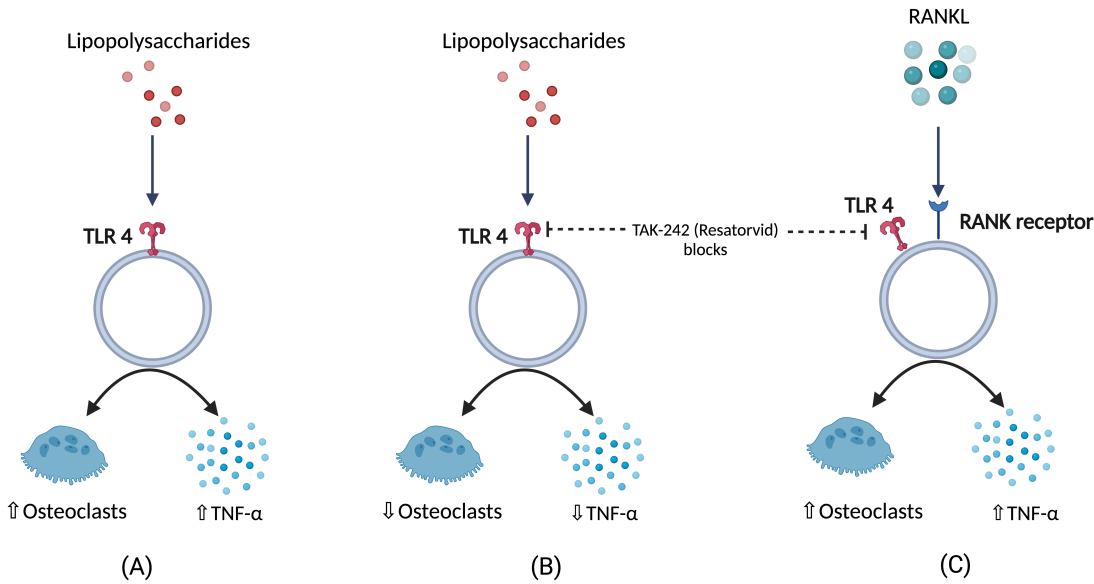 Lipopolysaccharides
TLR 4
⇧Osteoclasts
⇧TNF-α
(A)
Lipopolysaccharides
TLR 4
TAK-242 (Resatorvid)
blocks
⇩Osteoclasts
⇩TNF-α
(B)
RANKL
TLR 4
RANK receptor
⇧Osteoclasts
⇧TNF-α
(C)